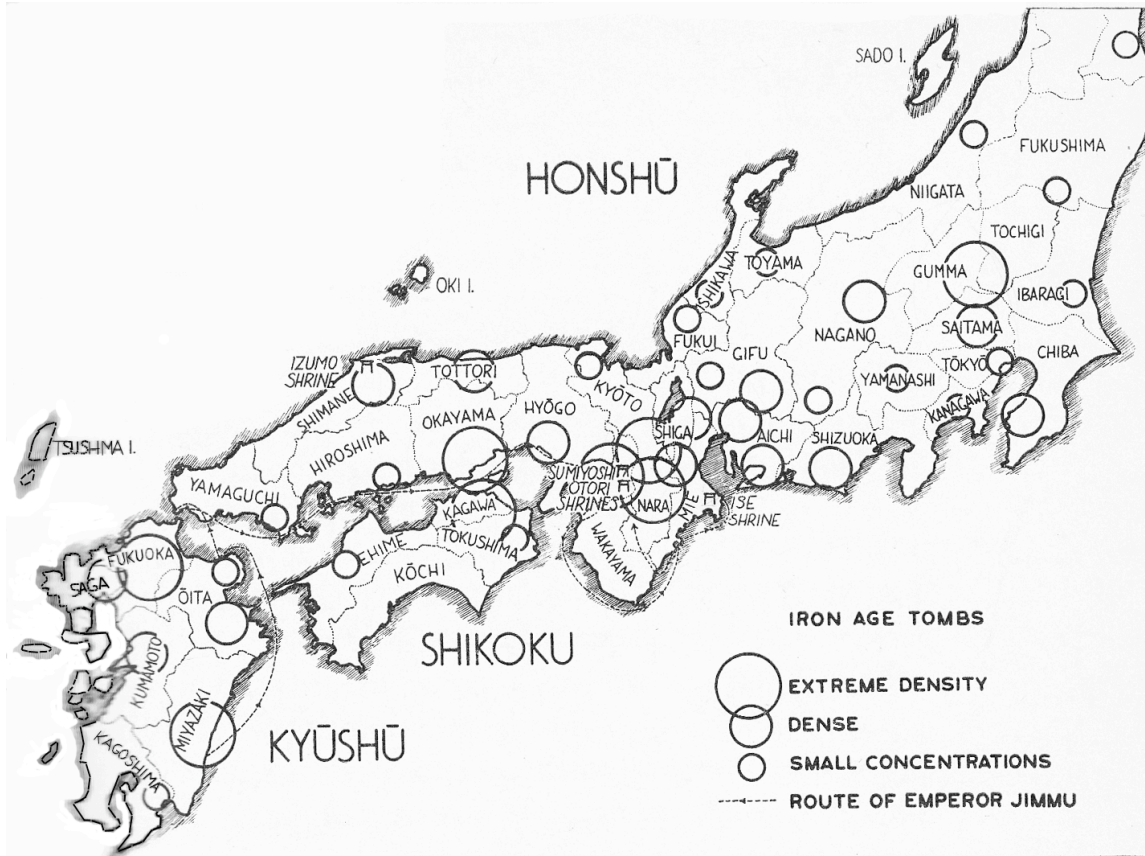 SADO I.
FUKUSHIMA
HONSHŪ
NIIGATA
TOCHIGI
TOYAMA
ISHIKAWA
GUMMA
OKI I.
IBARAGI
NAGANO
SAITAMA
FUKUI
GIFU
CHIBA
IZUMO
SHRINE
TOTTORI
TŌKYŌ
KYŌTO
YAMANASHI
KANAGAWA
SHIMANE
OKAYAMA
HYŌGO
SHIGA
AICHI
SHIZUOKA
TSUSHIMA I.
HIROSHIMA
SUMIYOSHI
OTORI
SHRINES
NARA
MIE
ISE
SHRINE
YAMAGUCHI
KAGAWA
TOKUSHIMA
WAKAYAMA
FUKUOKA
EHIME
KŌCHI
SAGA
ŌITA
SHIKOKU
KUMAMOTO
MIYAZAKI
KYŪSHŪ
KAGOSHIMA
IRON AGE TOMBS
EXTREME DENSITY
DENSE
SMALL CONCENTRATIONS
ROUTE OF EMPEROR JIMMU